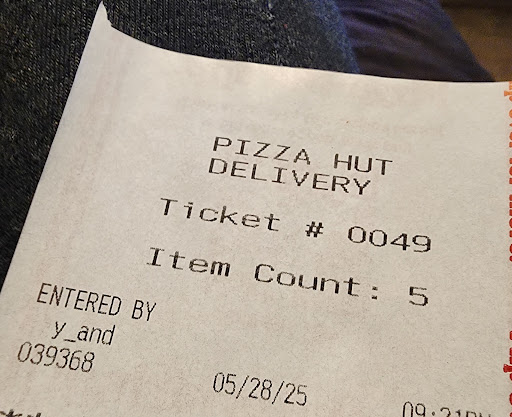 PIZZA HUT
DELIVERY
Ticket # 0049
Item Count: 5
ENTERED BY
y_and
039368
05/28/25